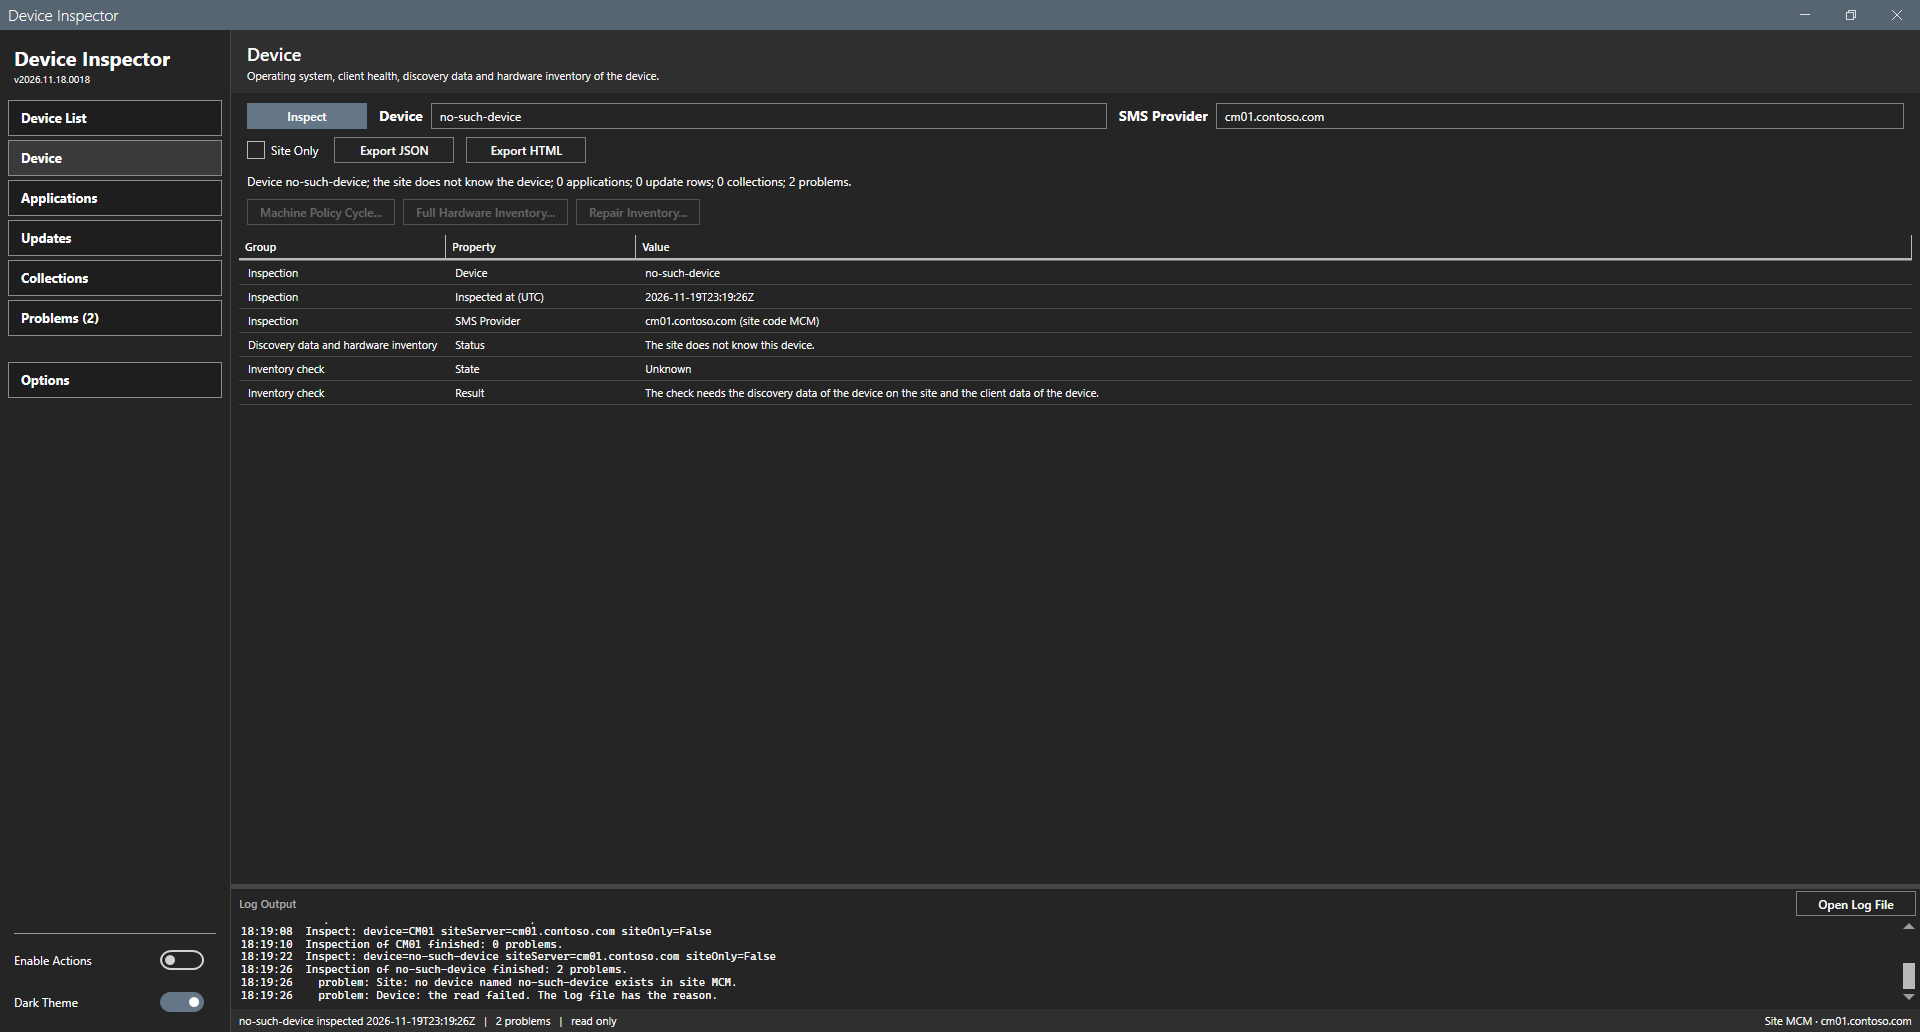 Device Inspector
Device Inspector
v2026.11.18.0018
Device List
Device
Applications
Updates
Collections
Problems (2)
Options
Enable Actions
Dark Theme
Device
Operating system, client health, discovery data and hardware inventory of the device.
Inspect Device no-such-device SMS Provider cm01.contoso.com
Site Only Export JSON Export HTML
Device no-such-device; the site does not know the device; 0 applications; 0 update rows; 0 collections; 2 problems.
Machine Policy Cycle... Full Hardware Inventory... Repair Inventory...
Group Property Value
Inspection Device no-such-device
Inspection Inspected at (UTC) 2026-11-19T23:19:26Z
Inspection SMS Provider cm01.contoso.com (site code MCM)
Discovery data and hardware inventory Status The site does not know this device.
Inventory check State Unknown
Inventory check Result The check needs the discovery data of the device on the site and the client data of the device.
Log Output Open Log File
18:19:08 Inspect: device=CM01 siteServer=cm01.contoso.com siteOnly=False
18:19:10 Inspection of CM01 finished: 0 problems.
18:19:22 Inspect: device=no-such-device siteServer=cm01.contoso.com siteOnly=False
18:19:26 Inspection of no-such-device finished: 2 problems.
18:19:26 problem: Site: no device named no-such-device exists in site MCM.
18:19:26 problem: Device: the read failed. The log file has the reason.
no-such-device inspected 2026-11-19T23:19:26Z | 2 problems | read only Site MCM · cm01.contoso.com